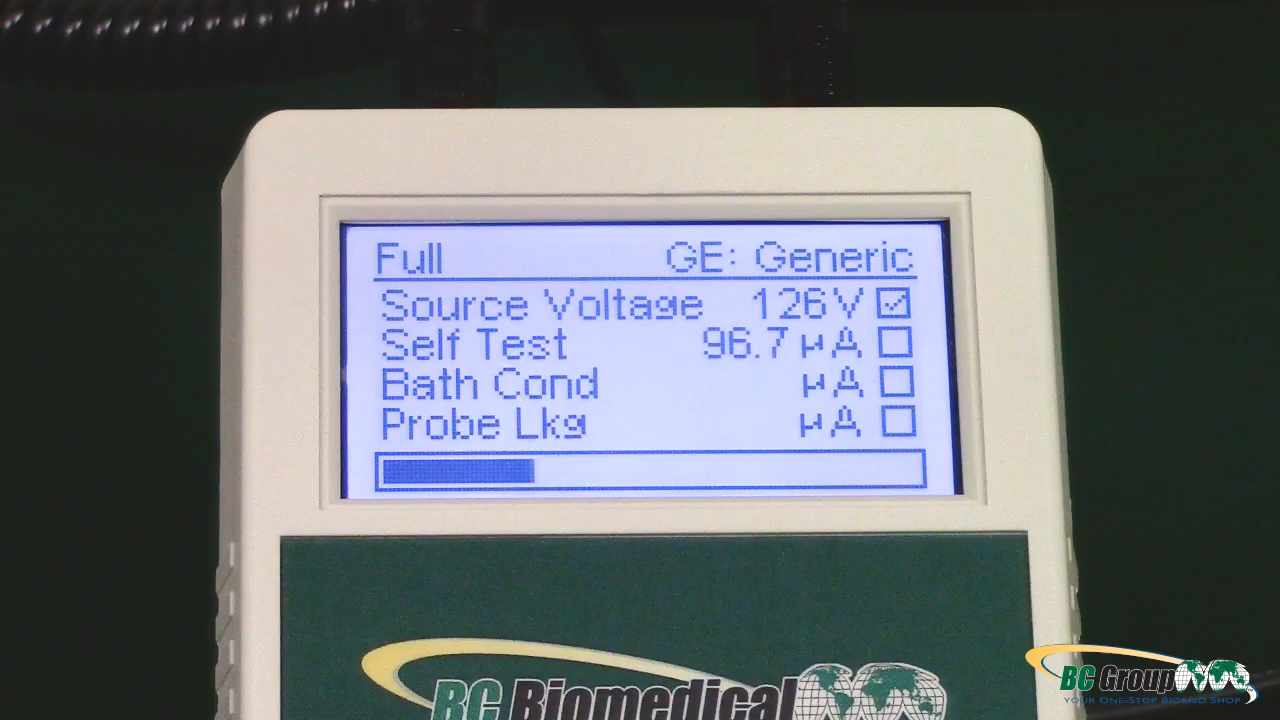 Full GE: Generic
Source Voltage 126 V
Self Test 96.7 µA
Bath Cond µA
Probe Lkg µA
BC Biomedical
BC Group
YOUR ONE-STOP BIOMED SHOP